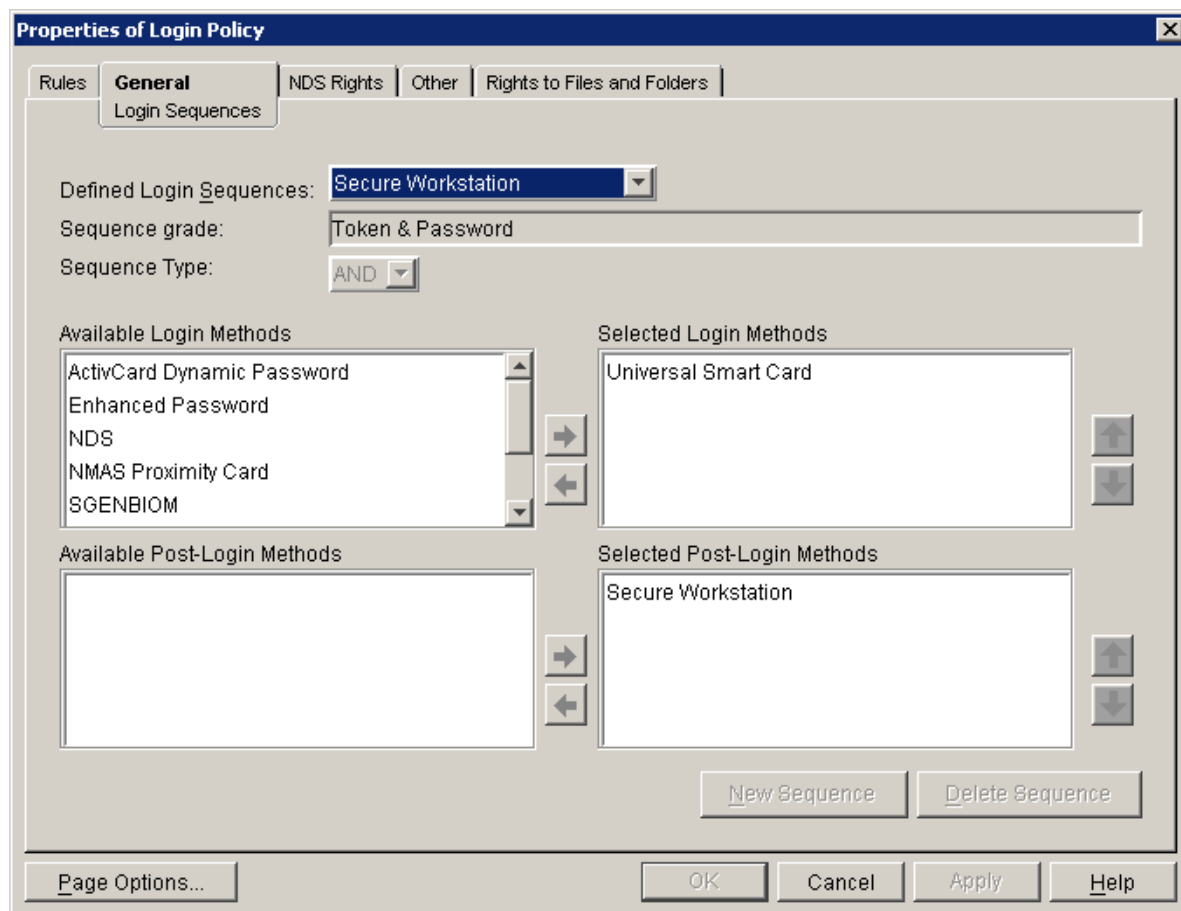 Properties of Login Policy
Rules
General
NDS Rights
Other
Rights to Files and Folders
Login Sequences
Defined Login Sequences:
Secure Workstation
Sequence grade:
Token & Password
Sequence Type:
AND
Available Login Methods
Selected Login Methods
ActivCard Dynamic Password
Enhanced Password
NDS
NMAS Proximity Card
SGENBIOM
Universal Smart Card
Available Post-Login Methods
Selected Post-Login Methods
Secure Workstation
New Sequence
Delete Sequence
Page Options...
OK
Cancel
Apply
Help